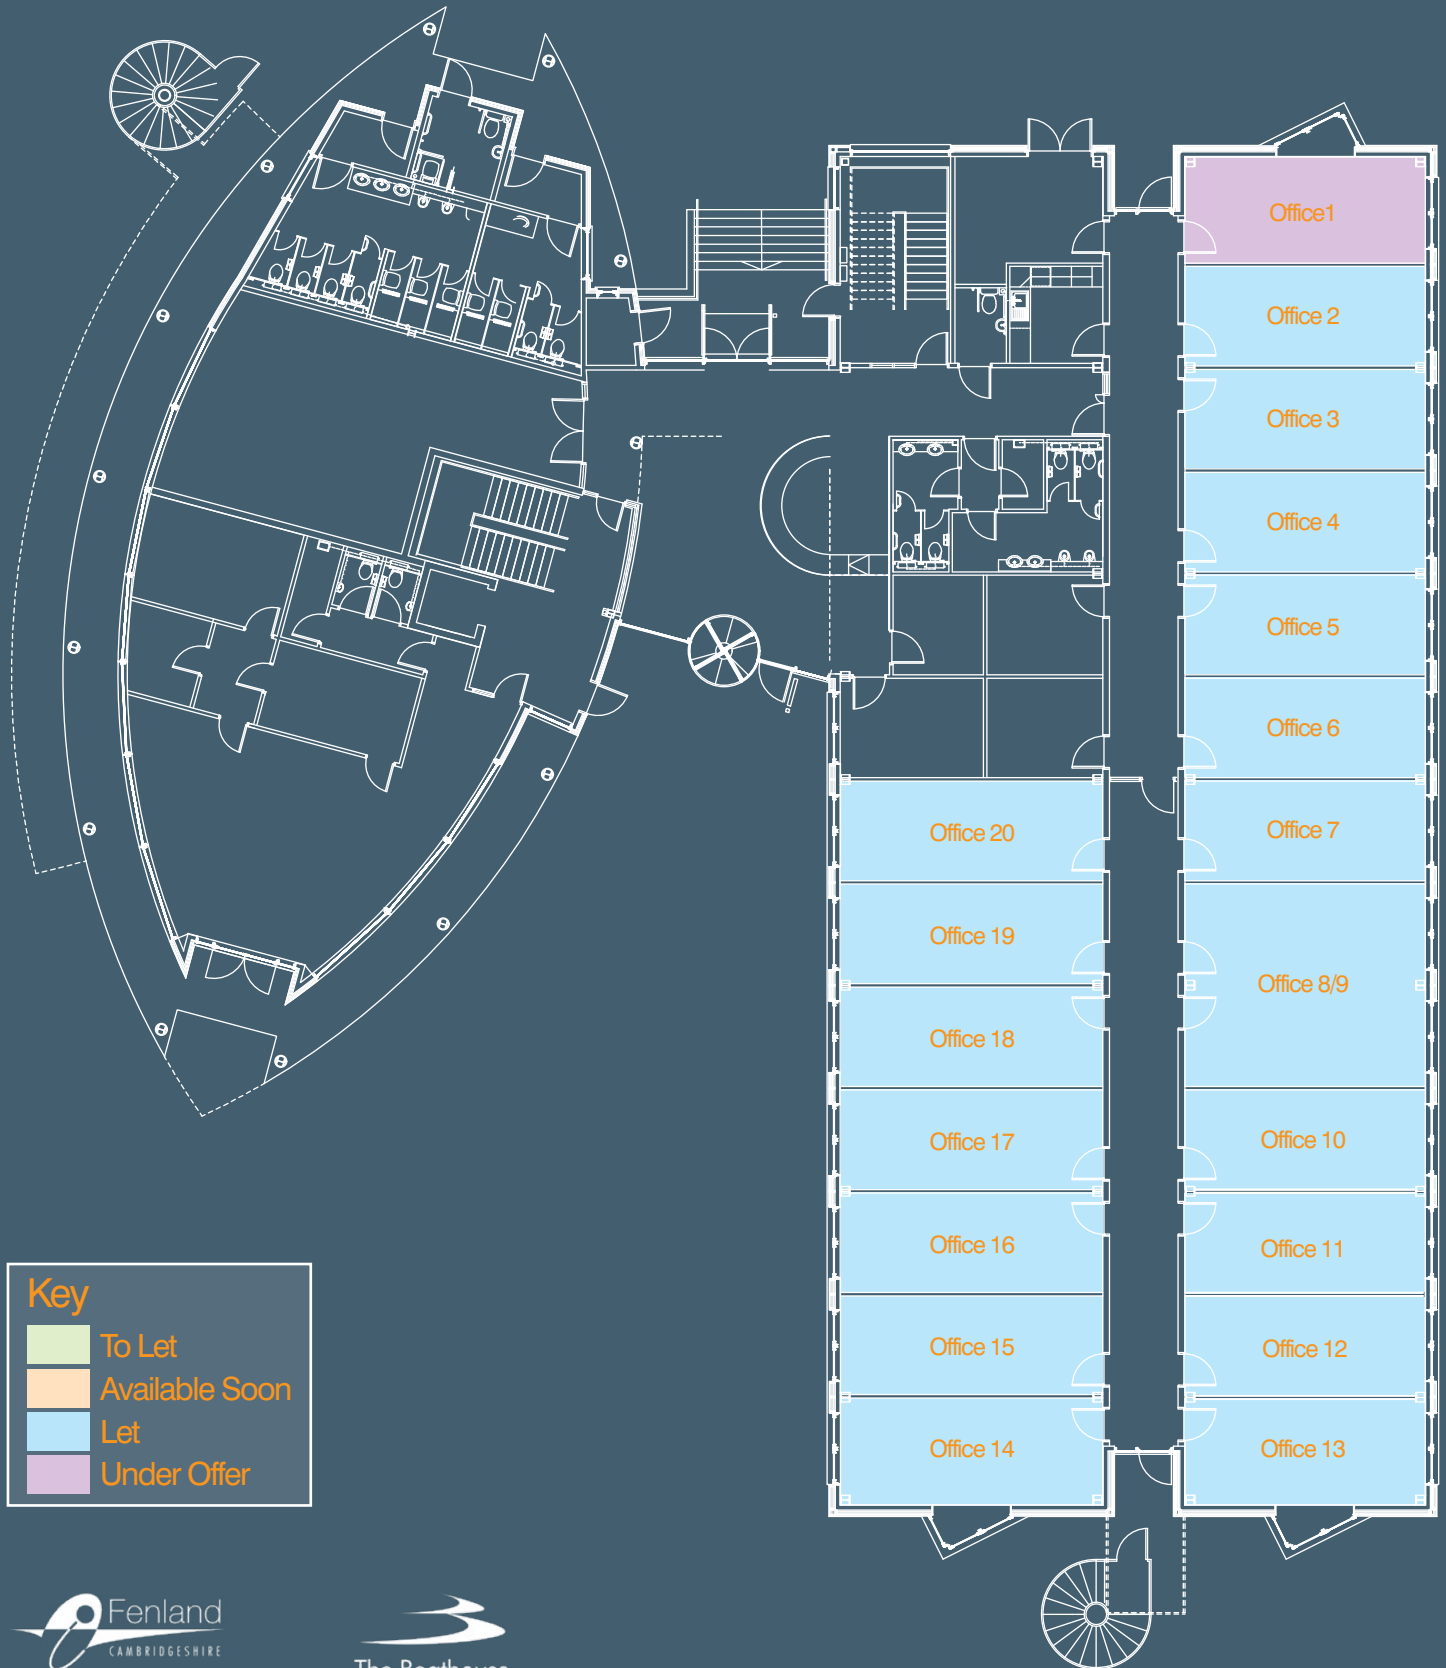 Office1
Office 2
Office 3
Office 4
Office 5
Office 6
Office 20
Office 7
Office 19
Office 8/9
Office 18
Office 17
Office 10
Office 16
Office 11
Office 15
Office 12
Office 14
Office 13
Key
To Let
Available Soon
Let
Under Offer
Fenland
CAMBRIDGESHIRE
The Boathouse